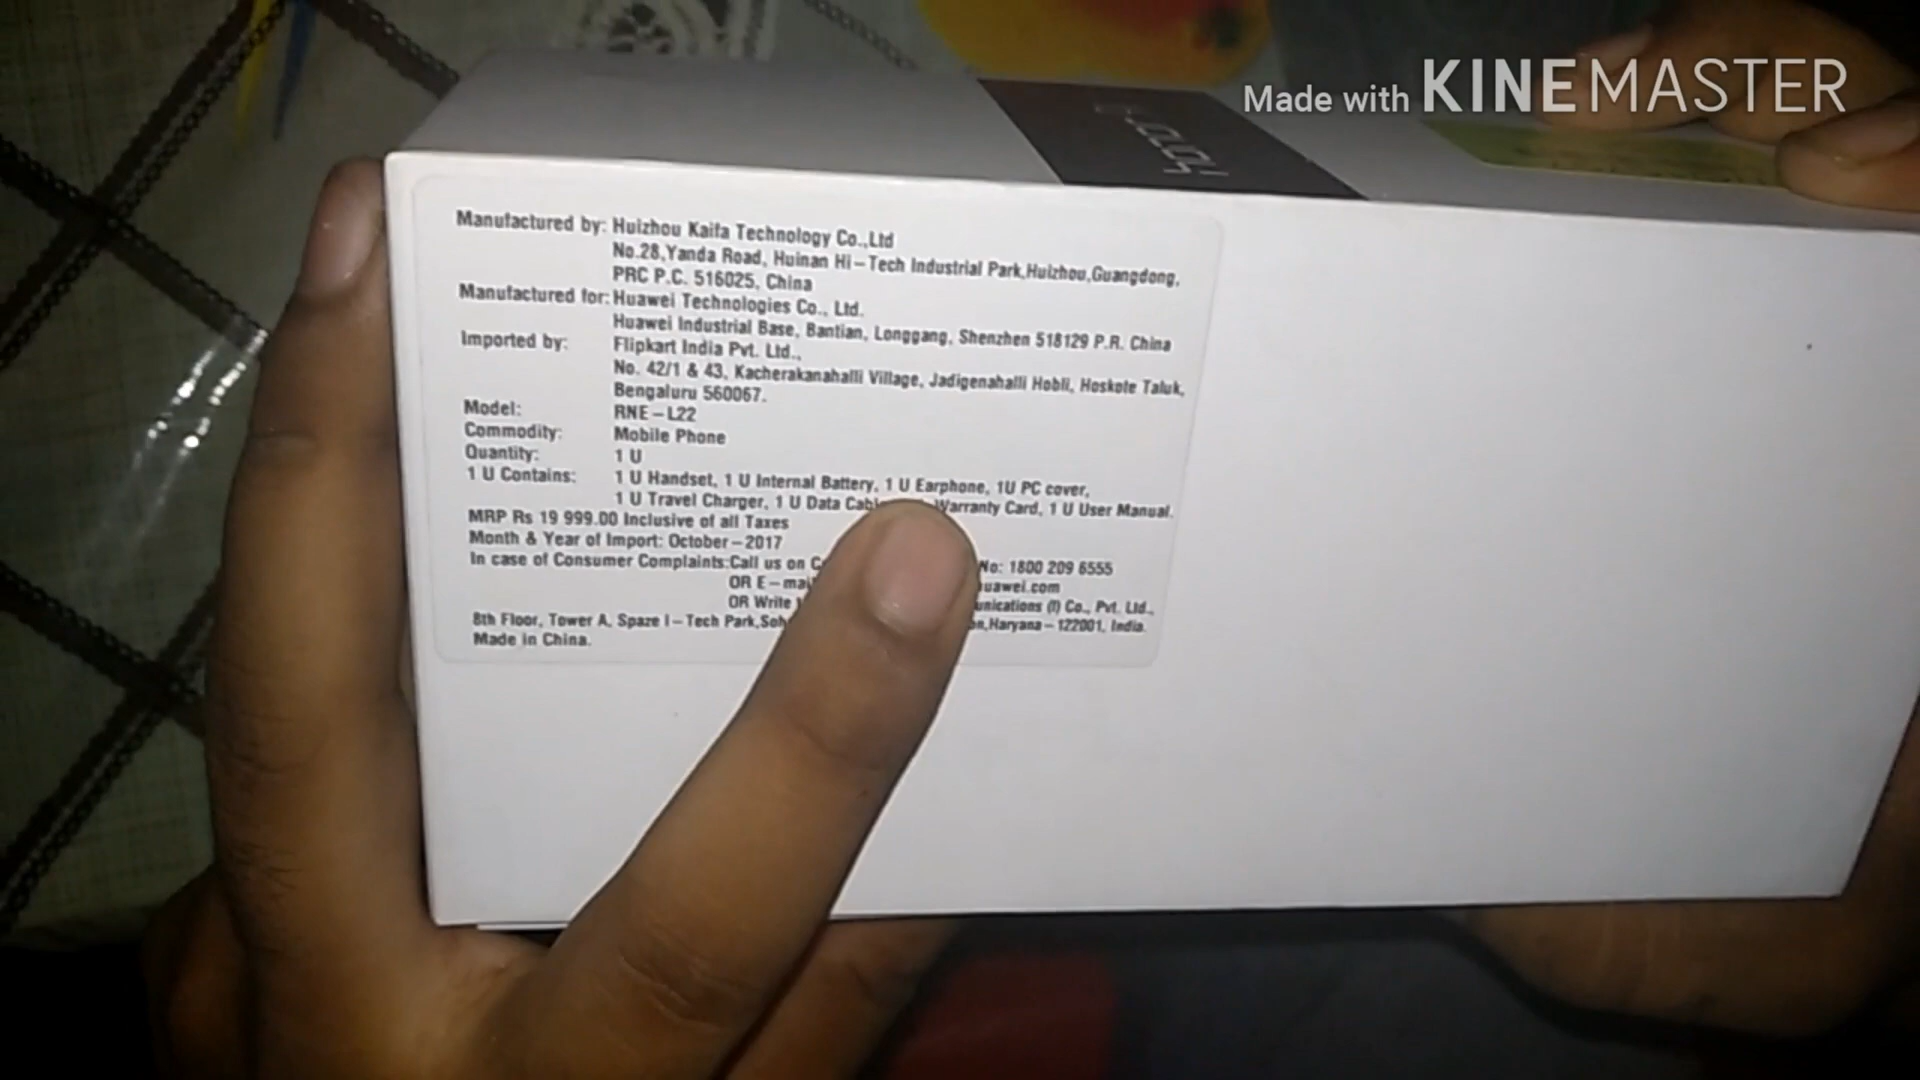 Made with KINEMASTER
honor
Manufactured by: Huizhou Kaifa Technology Co.,Ltd
No.28,Yanda Road, Huinan Hi-Tech Industrial Park,Huizhou,Guangdong,
PRC P.C. 516025, China
Manufactured for: Huawei Technologies Co., Ltd.
Huawei Industrial Base, Bantian, Longgang, Shenzhen 518129 P.R. China
Imported by: Flipkart India Pvt. Ltd.,
No. 42/1 & 43, Kacherakanahalli Village, Jadigenahalli Hobli, Hoskote Taluk,
Bengaluru 560067.
Model: RNE-L22
Commodity: Mobile Phone
Quantity: 1 U
1 U Contains: 1 U Handset, 1 U Internal Battery, 1 U Earphone, 1U PC cover,
1 U Travel Charger, 1 U Data Warranty Card, 1 U User Manual.
MRP Rs 19 999.00 Inclusive of all Taxes
Month & Year of Import: October-2017
In case of Consumer Complaints:Call us on No: 1800 209 6555
OR E-mail
OR Write Co., Pvt. Ltd.,
8th Floor, Tower A, Spaze I-Tech Park, Haryana-122001, India.
Made in China.